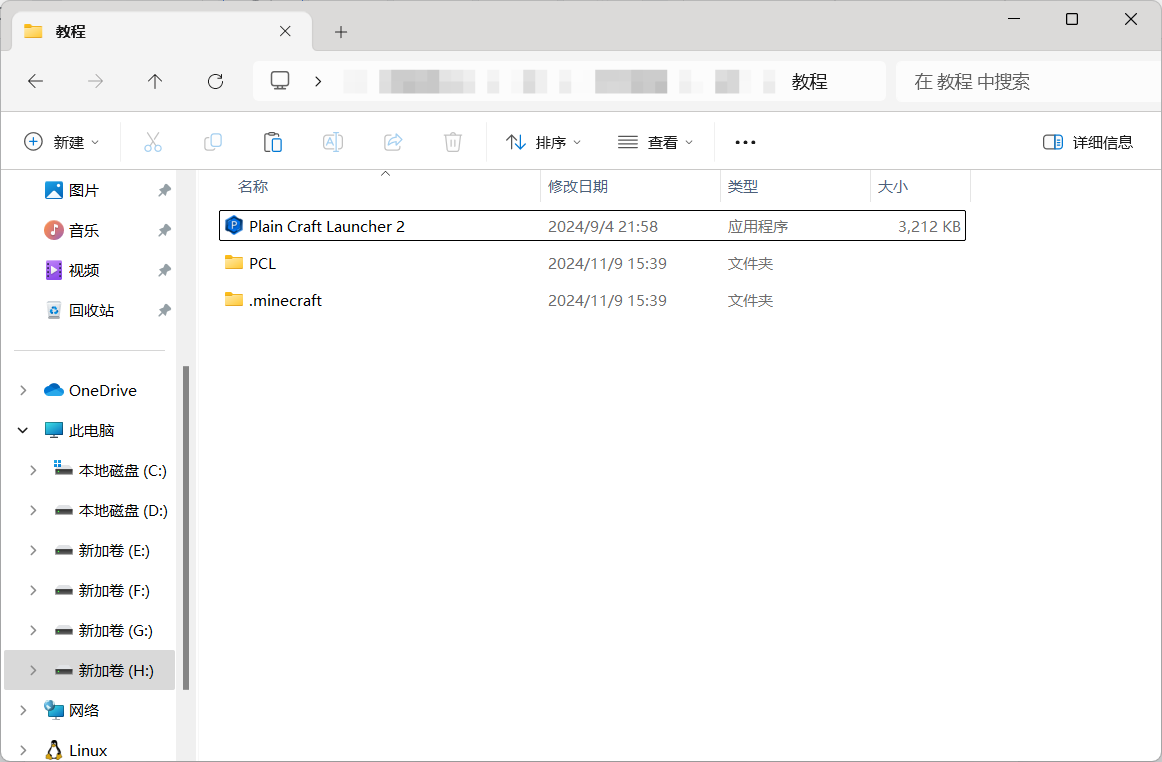 教程
教程
在 教程 中搜索
新建
排序
查看
详细信息
图片
音乐
视频
回收站
OneDrive
此电脑
本地磁盘 (C:)
本地磁盘 (D:)
新加卷 (E:)
新加卷 (F:)
新加卷 (G:)
新加卷 (H:)
网络
Linux
名称 修改日期 类型 大小
Plain Craft Launcher 2 2024/9/4 21:58 应用程序 3,212 KB
PCL 2024/11/9 15:39 文件夹
.minecraft 2024/11/9 15:39 文件夹